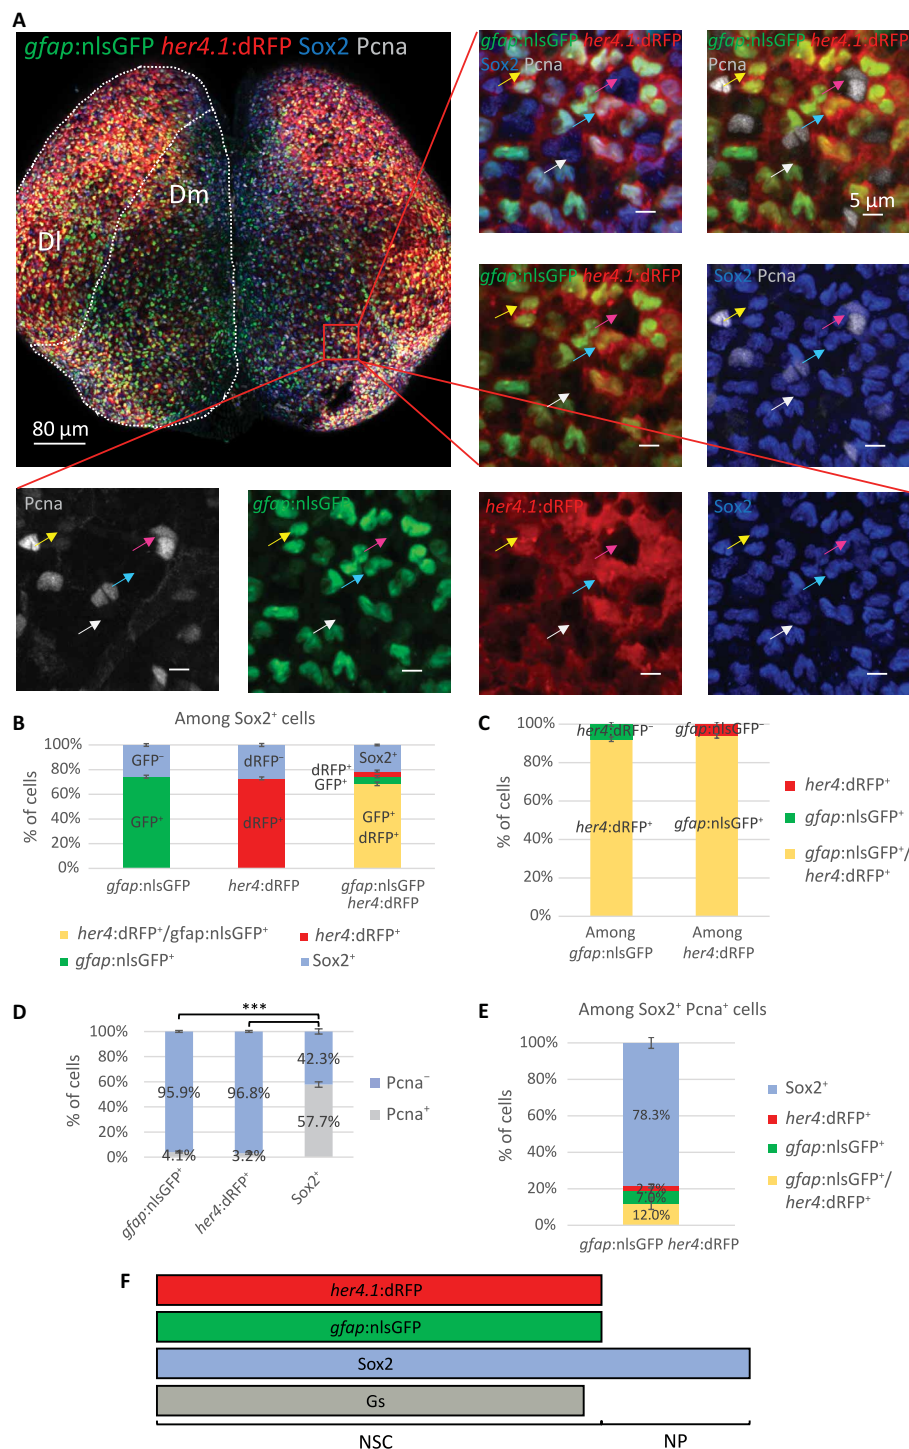 A
gfap:nlsGFP her4.1:dRFP Sox2 Pcna
Dm
Dl
80 µm
gfap:nlsGFP her4.1:dRFP
Sox2 Pcna
gfap:nlsGFP her4.1:dRFP
Pcna
5 µm
gfap:nlsGFP her4.1:dRFP
Sox2 Pcna
Pcna
gfap:nlsGFP
her4.1:dRFP
Sox2
B
Among Sox2⁺ cells
% of cells
100%
80%
60%
40%
20%
0%
GFP⁻
GFP⁺
dRFP⁻
dRFP⁺
Sox2⁺
dRFP⁺
GFP⁺
GFP⁺
dRFP⁺
gfap:nlsGFP
her4:dRFP
gfap:nlsGFP
her4:dRFP
her4:dRFP⁺/gfap:nlsGFP⁺
her4:dRFP⁺
gfap:nlsGFP⁺
Sox2⁺
C
% of cells
100%
80%
60%
40%
20%
0%
her4:dRFP⁻
her4:dRFP⁺
gfap:nlsGFP⁻
gfap:nlsGFP⁺
Among
gfap:nlsGFP
Among
her4:dRFP
her4:dRFP⁺
gfap:nlsGFP⁺
gfap:nlsGFP⁺/
her4:dRFP⁺
D
***
% of cells
100%
80%
60%
40%
20%
0%
95.9%
4.1%
96.8%
3.2%
42.3%
57.7%
gfap:nlsGFP⁺
her4:dRFP⁺
Sox2⁺
Pcna⁻
Pcna⁺
E
Among Sox2⁺ Pcna⁺ cells
% of cells
100%
80%
60%
40%
20%
0%
78.3%
2.7%
7.0%
12.0%
gfap:nlsGFP her4:dRFP
Sox2⁺
her4:dRFP⁺
gfap:nlsGFP⁺
gfap:nlsGFP⁺/
her4:dRFP⁺
F
her4.1:dRFP
gfap:nlsGFP
Sox2
Gs
NSC
NP